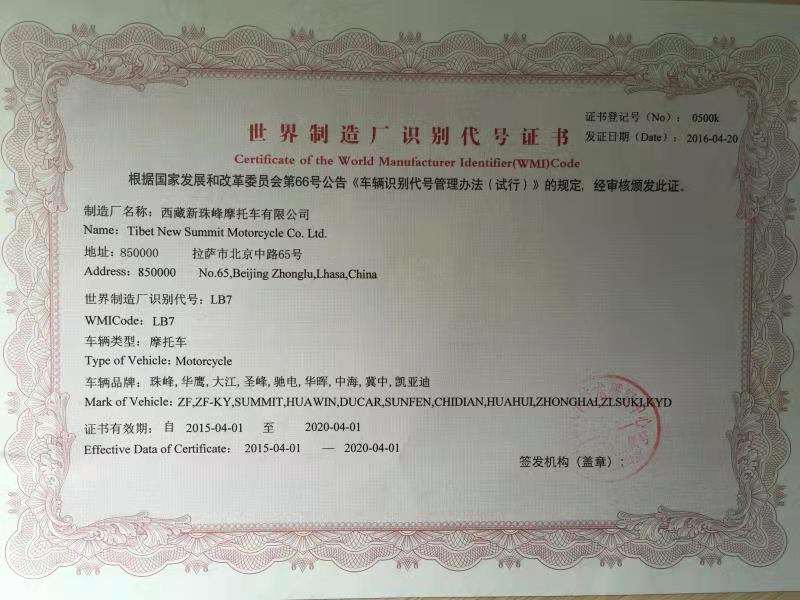 证书登记号（No）： 0500k
世界制造厂识别代号证书
发证日期（Date）： 2016-04-20
Certificate of the World Manufacturer Identifier(WMI)Code
根据国家发展和改革委员会第66号公告《车辆识别代号管理办法（试行）》的规定，经审核颁发此证。
制造厂名称：西藏新珠峰摩托车有限公司
Name: Tibet New Summit Motorcycle Co. Ltd.
地址：850000 拉萨市北京中路65号
Address: 850000 No.65,Beijing Zhonglu,Lhasa,China
世界制造厂识别代号：LB7
WMICode: LB7
车辆类型：摩托车
Type of Vehicle: Motorcycle
车辆品牌：珠峰,华鹰,大江,圣峰,驰电,华晖,中海,冀中,凯亚迪
Mark of Vehicle: ZF,ZF-KY,SUMMIT,HUAWIN,DUCAR,SUNFEN,CHIDIAN,HUAHUI,ZHONGHAI,ZLSUKI,KYD
证书有效期：自 2015-04-01 至 2020-04-01
Effective Data of Certificate: 2015-04-01 — 2020-04-01
签发机构（盖章）：